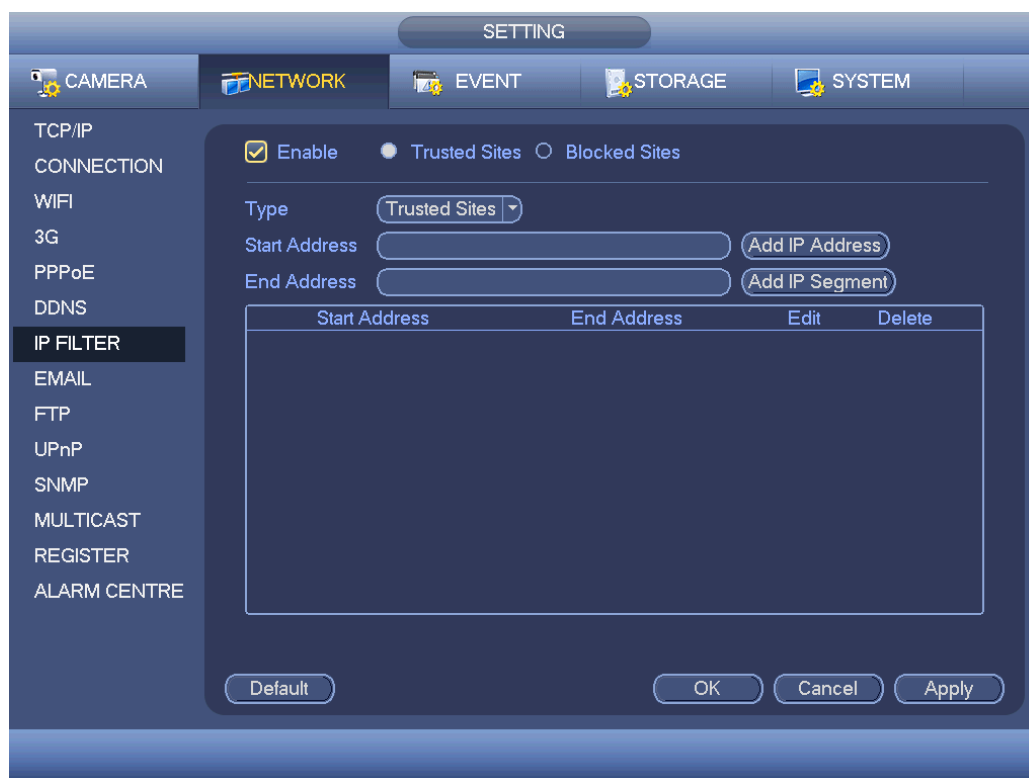 SETTING
CAMERA NETWORK EVENT STORAGE SYSTEM
TCP/IP
CONNECTION
WIFI
3G
PPPoE
DDNS
IP FILTER
EMAIL
FTP
UPnP
SNMP
MULTICAST
REGISTER
ALARM CENTRE
Enable Trusted Sites Blocked Sites
Type Trusted Sites
Start Address Add IP Address
End Address Add IP Segment
Start Address End Address Edit Delete
Default OK Cancel Apply